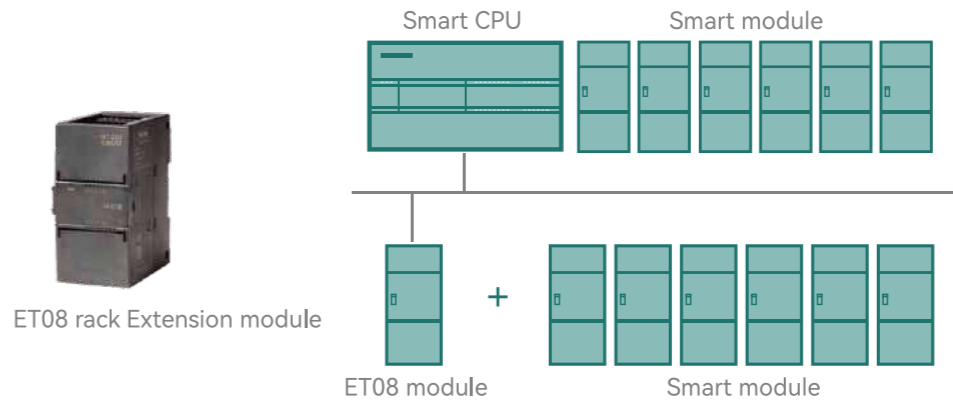 Smart CPU
Smart module
ET08 rack Extension module
ET08 module
Smart module